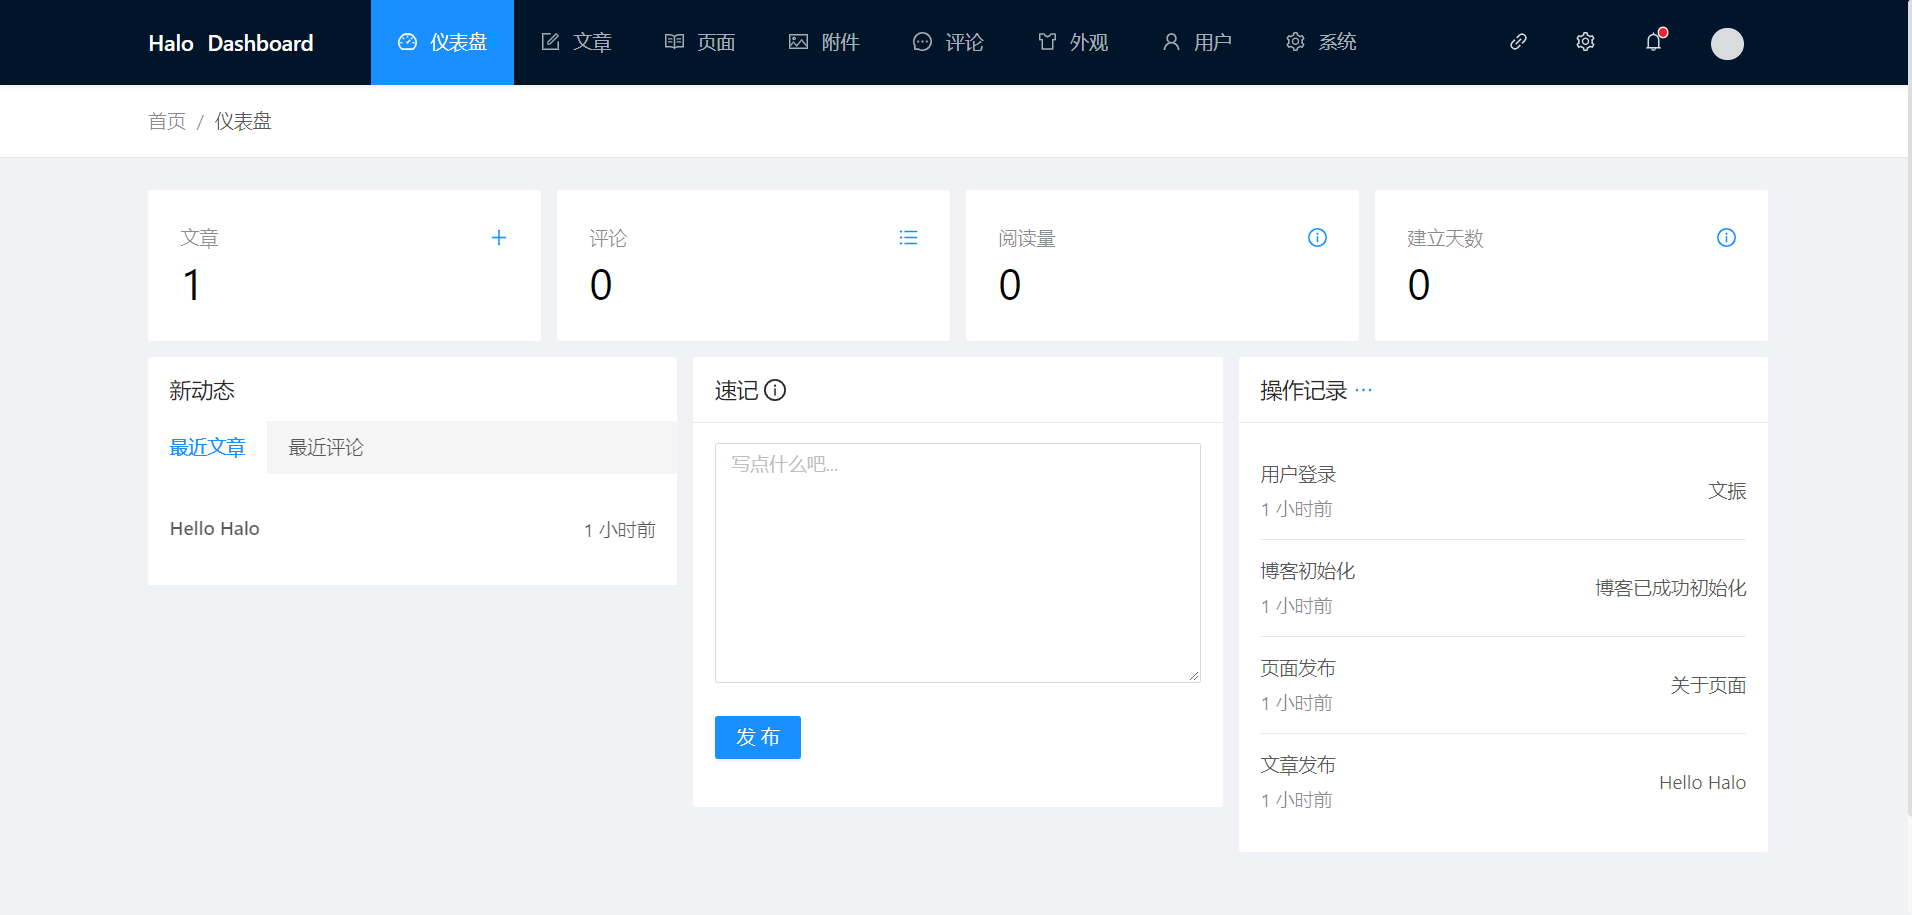 Halo Dashboard 仪表盘 文章 页面 附件 评论 外观 用户 系统
首页 / 仪表盘
文章
1
评论
0
阅读量
0
建立天数
0
新动态
最近文章 最近评论
Hello Halo 1 小时前
速记
写点什么吧...
发 布
操作记录 ···
用户登录
1 小时前
文振
博客初始化
1 小时前
博客已成功初始化
页面发布
1 小时前
关于页面
文章发布
1 小时前
Hello Halo